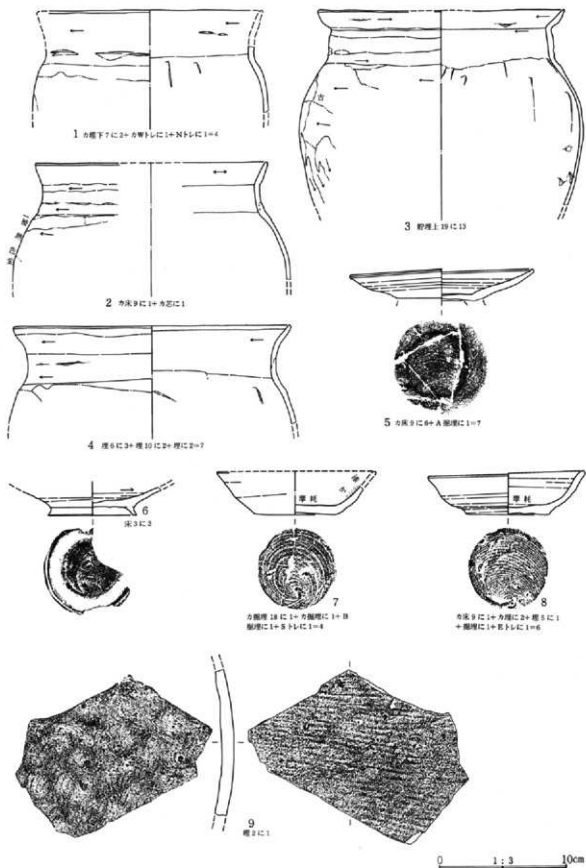 1 カ埋下7に2+カWトレに1+Nトレに1=4
3 貯埋上19に13
2 カ床9に1+カ芯に1
4 埋6に3+埋10に2+埋に2=7
5 カ床9に6+A掘埋に1=7
6
床3に3
摩耗
7
カ掘埋18に1+カ掘埋に1+B
掘埋に1+Sトレに1=4
摩耗
8
カ床9に1+カ埋に2+埋5に1
+掘埋に1+Eトレに1=6
9
埋2に1
0 1:3 10cm